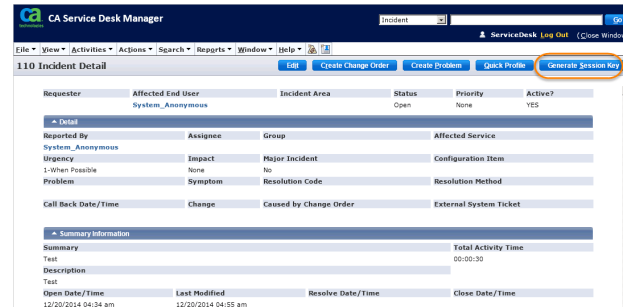 ca technologies CA Service Desk Manager Incident Go
ServiceDesk Log Out (Close Window
File View Activities Actions Search Reports Window Help
110 Incident Detail Edit Create Change Order Create Problem Quick Profile Generate Session Key
Requester Affected End User Incident Area Status Priority Active?
System_Anonymous Open None YES
Detail
Reported By Assignee Group Affected Service
System_Anonymous
Urgency Impact Major Incident Configuration Item
1-When Possible None No
Problem Symptom Resolution Code Resolution Method
Call Back Date/Time Change Caused by Change Order External System Ticket
Summary Information
Summary Total Activity Time
Test 00:00:30
Description
Test
Open Date/Time Last Modified Resolve Date/Time Close Date/Time
12/20/2014 04:34 am 12/20/2014 04:55 am